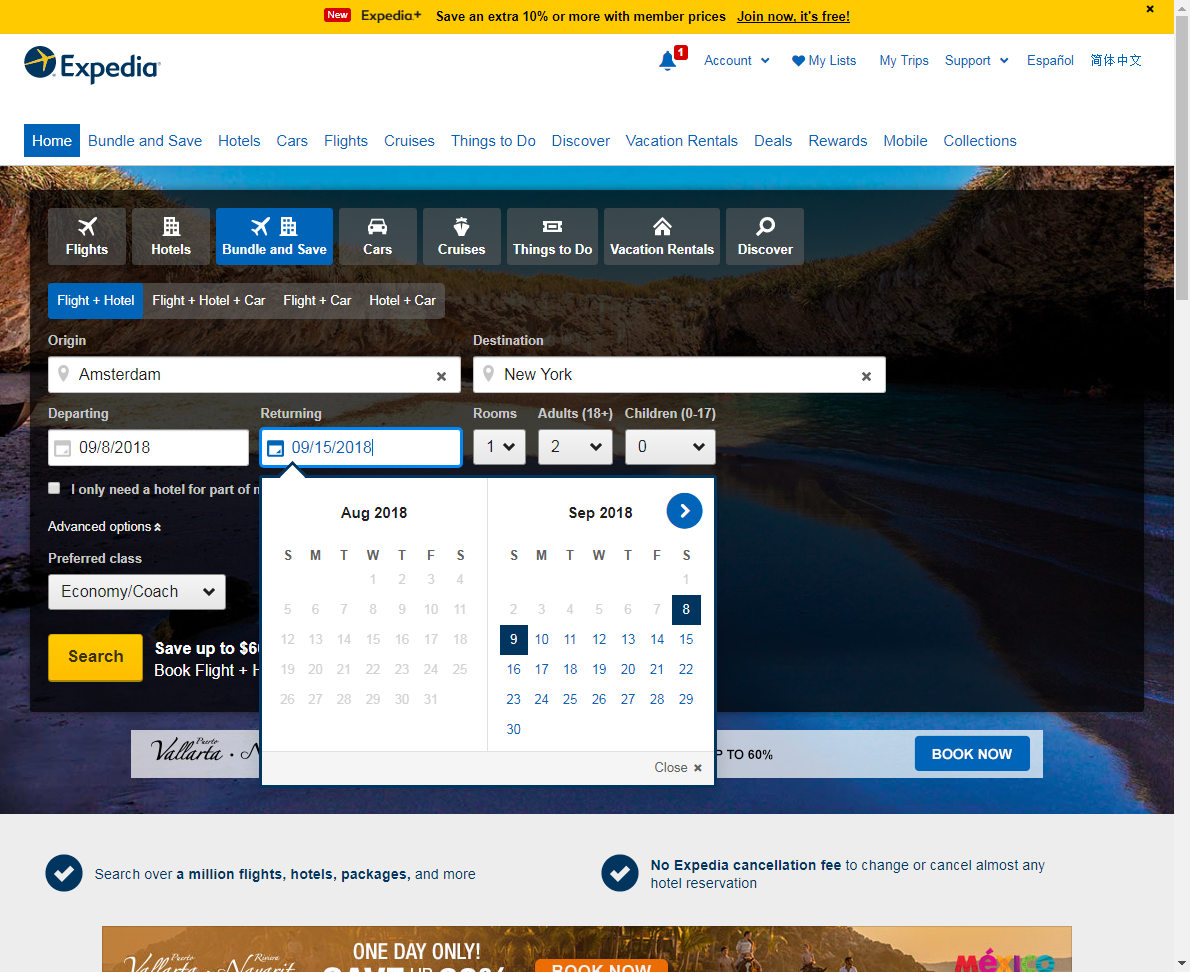 New Expedia+ Save an extra 10% or more with member prices Join now, it's free! ×
Expedia
1 Account My Lists My Trips Support Español 简体中文
Home Bundle and Save Hotels Cars Flights Cruises Things to Do Discover Vacation Rentals Deals Rewards Mobile Collections
Flights Hotels Bundle and Save Cars Cruises Things to Do Vacation Rentals Discover
Flight + Hotel Flight + Hotel + Car Flight + Car Hotel + Car
Origin Destination
Amsterdam × New York ×
Departing Returning Rooms Adults (18+) Children (0-17)
09/8/2018 09/15/2018 1 2 0
I only need a hotel for part of
Advanced options
Preferred class
Economy/Coach
Search
Save up to $6
Book Flight + H
Aug 2018
S M T W T F S
1 2 3 4
5 6 7 8 9 10 11
12 13 14 15 16 17 18
19 20 21 22 23 24 25
26 27 28 29 30 31
Sep 2018
S M T W T F S
1
2 3 4 5 6 7 8
9 10 11 12 13 14 15
16 17 18 19 20 21 22
23 24 25 26 27 28 29
30
Close ×
Puerto
Vallarta · N
P TO 60%
BOOK NOW
Search over a million flights, hotels, packages, and more
No Expedia cancellation fee to change or cancel almost any
hotel reservation
Puerto Riviera
Vallarta · Nayarit
ONE DAY ONLY!
SAVE UP
BOOK NOW
MÉXICO